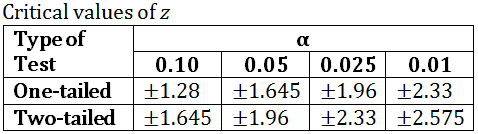 Critical values of z
Type of Test α
0.10 0.05 0.025 0.01
One-tailed ±1.28 ±1.645 ±1.96 ±2.33
Two-tailed ±1.645 ±1.96 ±2.33 ±2.575